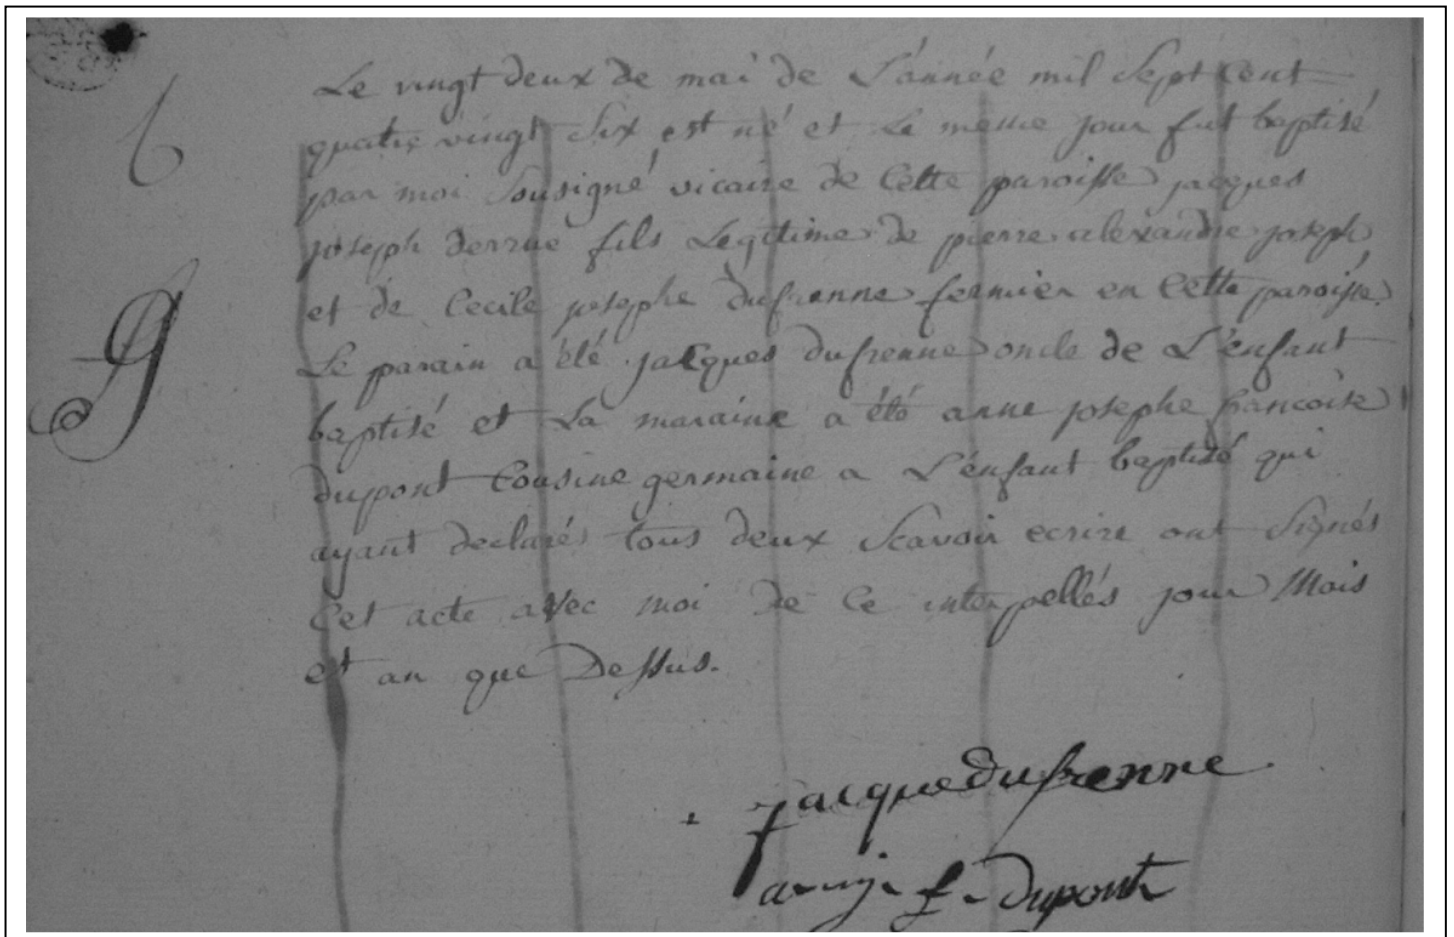 6
G
Le vingt deux de mai de L'année mil Sept Cent
quatre vingt Six est né et Le meme jour fut baptisé
par moi Sousigné vicaire de Cette paroisse jacques
joseph derrue fils Legitime de pierre alexandre joseph
et de Cecile josephe dufrenne fermier en Cette paroisse.
Le parain a été jacques dufrenne oncle de L'enfant
baptisé et La maraine a été anne josephe francoise
dupont Cousine germaine a L'énfant baptisé qui
ayant declarés tous deux Scavoir ecrire ont Signés
Cet acte avec moi de Ce interpellés jour Mois
et an que Dessus.
jacque dufrenne
f. dupont